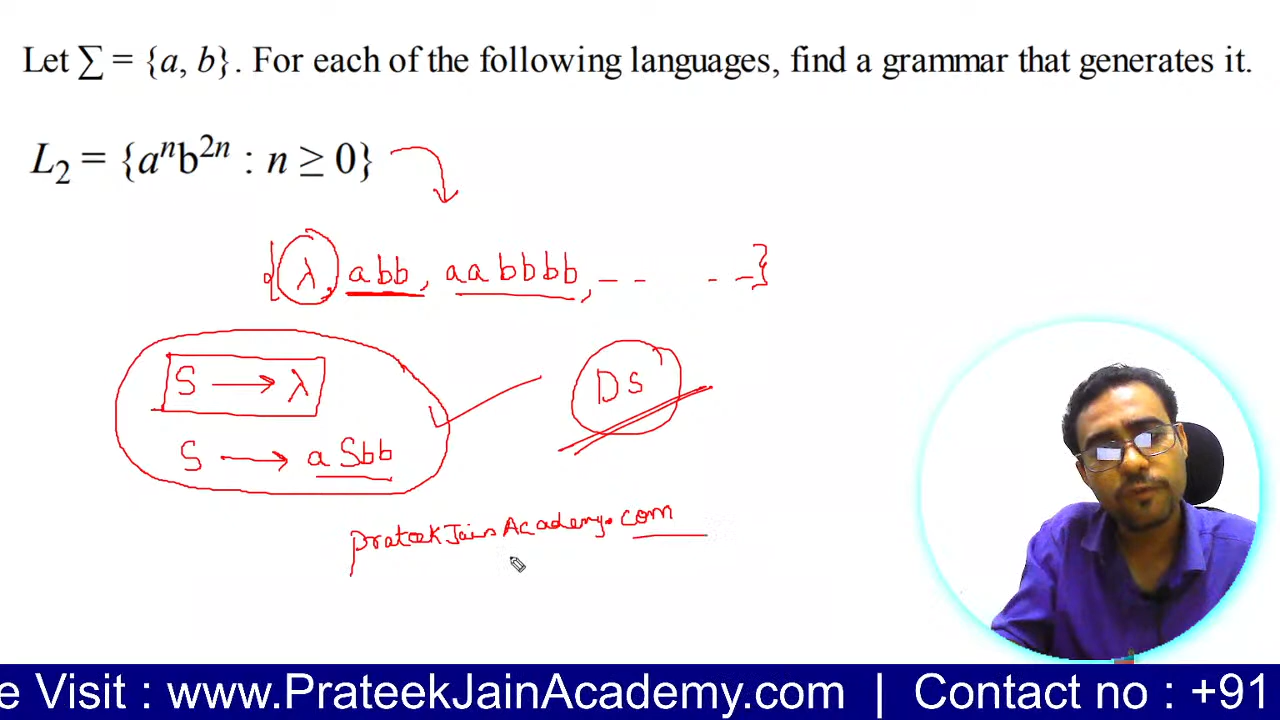 Let ∑ = {a, b}. For each of the following languages, find a grammar that generates it.
L₂ = {aⁿb²ⁿ : n ≥ 0}
{ λ, abb, aabbbb, -- -- }
S → λ
DS
S → aSbb
PrateekJainAcademy.com
e Visit : www.PrateekJainAcademy.com | Contact no : +91